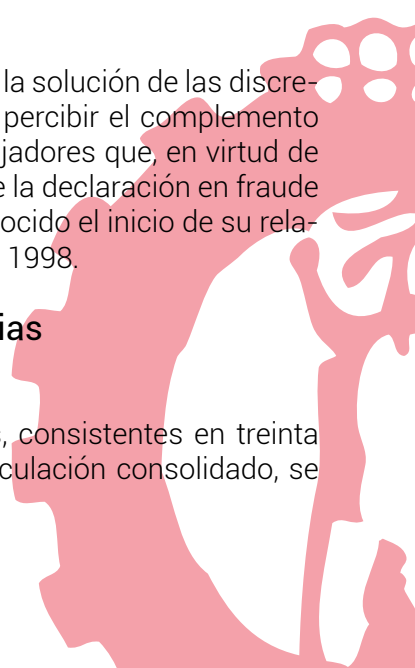 la solución de las discre-
percibir el complemento
jadores que, en virtud de
la declaración en fraude
ocido el inicio de su rela-
1998.
ias
consistentes en treinta
culación consolidado, se